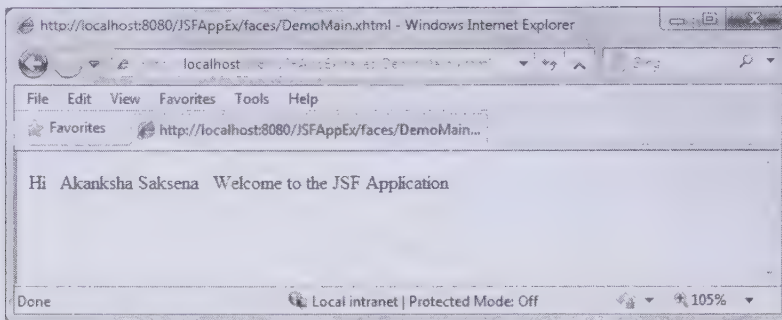 http://localhost:8080/JSFAppEx/faces/DemoMain.xhtml - Windows Internet Explorer
localhost
File Edit View Favorites Tools Help
Favorites http://localhost:8080/JSFAppEx/faces/DemoMain...
Hi Akanksha Saksena Welcome to the JSF Application
Done Local intranet | Protected Mode: Off 105%